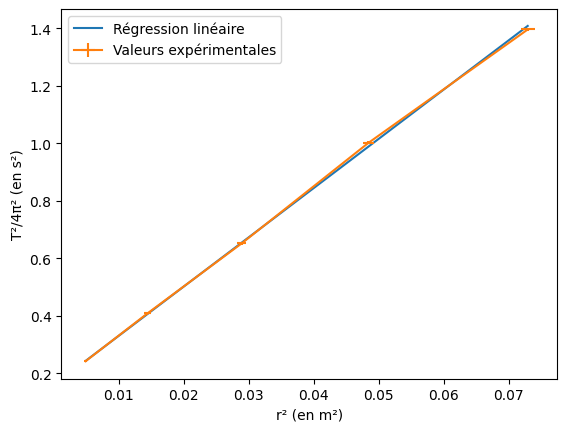 Régression linéaire
Valeurs expérimentales
T²/4π² (en s²)
1.4
1.2
1.0
0.8
0.6
0.4
0.2
0.01 0.02 0.03 0.04 0.05 0.06 0.07
r² (en m²)